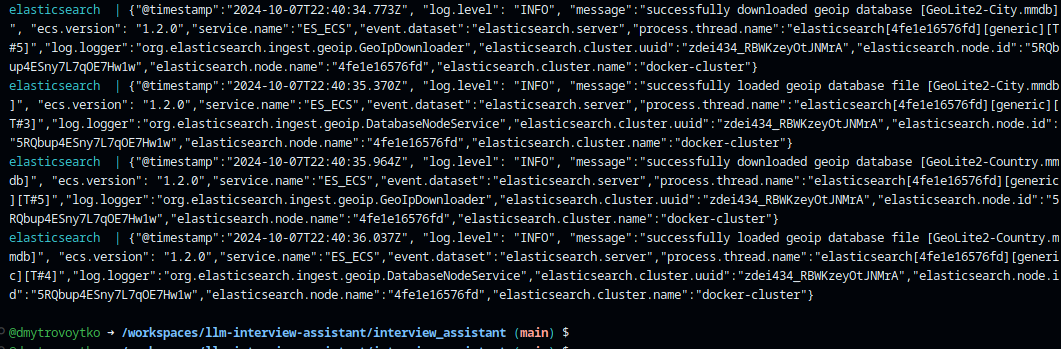 elasticsearch  | {"@timestamp":"2024-10-07T22:40:34.773Z", "log.level": "INFO", "message":"successfully downloaded geoip database [GeoLite2-City.mmdb]
", "ecs.version": "1.2.0","service.name":"ES_ECS","event.dataset":"elasticsearch.server","process.thread.name":"elasticsearch[4fe1e16576fd][generic][T
#5]","log.logger":"org.elasticsearch.ingest.geoip.GeoIpDownloader","elasticsearch.cluster.uuid":"zdei434_RBWKzeyOtJNMrA","elasticsearch.node.id":"5RQ
bup4ESny7L7qOE7Hw1w","elasticsearch.node.name":"4fe1e16576fd","elasticsearch.cluster.name":"docker-cluster"}
elasticsearch  | {"@timestamp":"2024-10-07T22:40:35.370Z", "log.level": "INFO", "message":"successfully loaded geoip database file [GeoLite2-City.mmdb
]", "ecs.version": "1.2.0","service.name":"ES_ECS","event.dataset":"elasticsearch.server","process.thread.name":"elasticsearch[4fe1e16576fd][generic][
T#3]","log.logger":"org.elasticsearch.ingest.geoip.DatabaseNodeService","elasticsearch.cluster.uuid":"zdei434_RBWKzeyOtJNMrA","elasticsearch.node.id":
"5RQbup4ESny7L7qOE7Hw1w","elasticsearch.node.name":"4fe1e16576fd","elasticsearch.cluster.name":"docker-cluster"}
elasticsearch  | {"@timestamp":"2024-10-07T22:40:35.964Z", "log.level": "INFO", "message":"successfully downloaded geoip database [GeoLite2-Country.mm
db]", "ecs.version": "1.2.0","service.name":"ES_ECS","event.dataset":"elasticsearch.server","process.thread.name":"elasticsearch[4fe1e16576fd][generic
][T#5]","log.logger":"org.elasticsearch.ingest.geoip.GeoIpDownloader","elasticsearch.cluster.uuid":"zdei434_RBWKzeyOtJNMrA","elasticsearch.node.id":"5
RQbup4ESny7L7qOE7Hw1w","elasticsearch.node.name":"4fe1e16576fd","elasticsearch.cluster.name":"docker-cluster"}
elasticsearch  | {"@timestamp":"2024-10-07T22:40:36.037Z", "log.level": "INFO", "message":"successfully loaded geoip database file [GeoLite2-Country.m
mdb]", "ecs.version": "1.2.0","service.name":"ES_ECS","event.dataset":"elasticsearch.server","process.thread.name":"elasticsearch[4fe1e16576fd][generi
c][T#4]","log.logger":"org.elasticsearch.ingest.geoip.DatabaseNodeService","elasticsearch.cluster.uuid":"zdei434_RBWKzeyOtJNMrA","elasticsearch.node.i
d":"5RQbup4ESny7L7qOE7Hw1w","elasticsearch.node.name":"4fe1e16576fd","elasticsearch.cluster.name":"docker-cluster"}
@dmytrovoytko ➜ /workspaces/llm-interview-assistant/interview_assistant (main) $